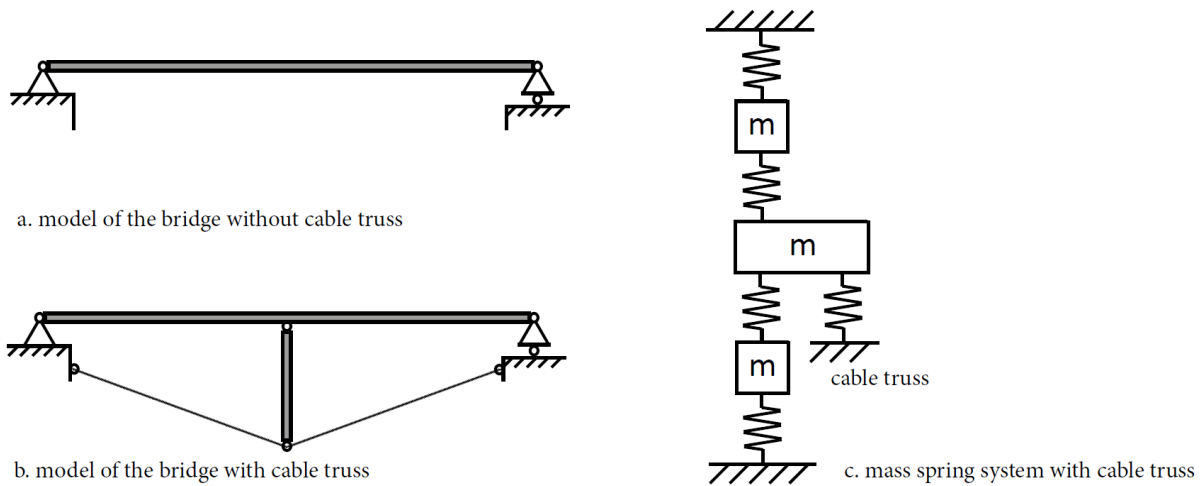 a. model of the bridge without cable truss
b. model of the bridge with cable truss
m
m
m
cable truss
c. mass spring system with cable truss